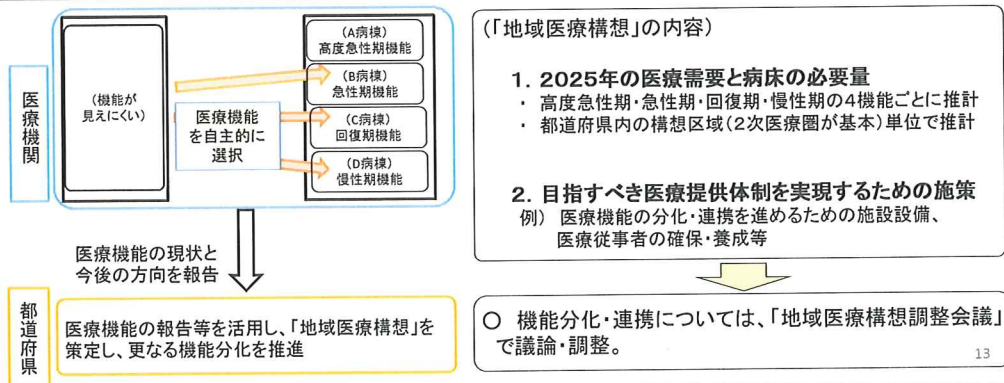 医療機関
(機能が
見えにくい)
医療機能
を自主的に
選択
(A病棟)
高度急性期機能
(B病棟)
急性期機能
(C病棟)
回復期機能
(D病棟)
慢性期機能
医療機能の現状と
今後の方向を報告
都道府県
医療機能の報告等を活用し、「地域医療構想」を
策定し、更なる機能分化を推進
(「地域医療構想」の内容)
1. 2025年の医療需要と病床の必要量
・ 高度急性期・急性期・回復期・慢性期の4機能ごとに推計
・ 都道府県内の構想区域(2次医療圏が基本)単位で推計
2. 目指すべき医療提供体制を実現するための施策
例) 医療機能の分化・連携を進めるための施設設備、
医療従事者の確保・養成等
○ 機能分化・連携については、「地域医療構想調整会議」
で議論・調整。
13